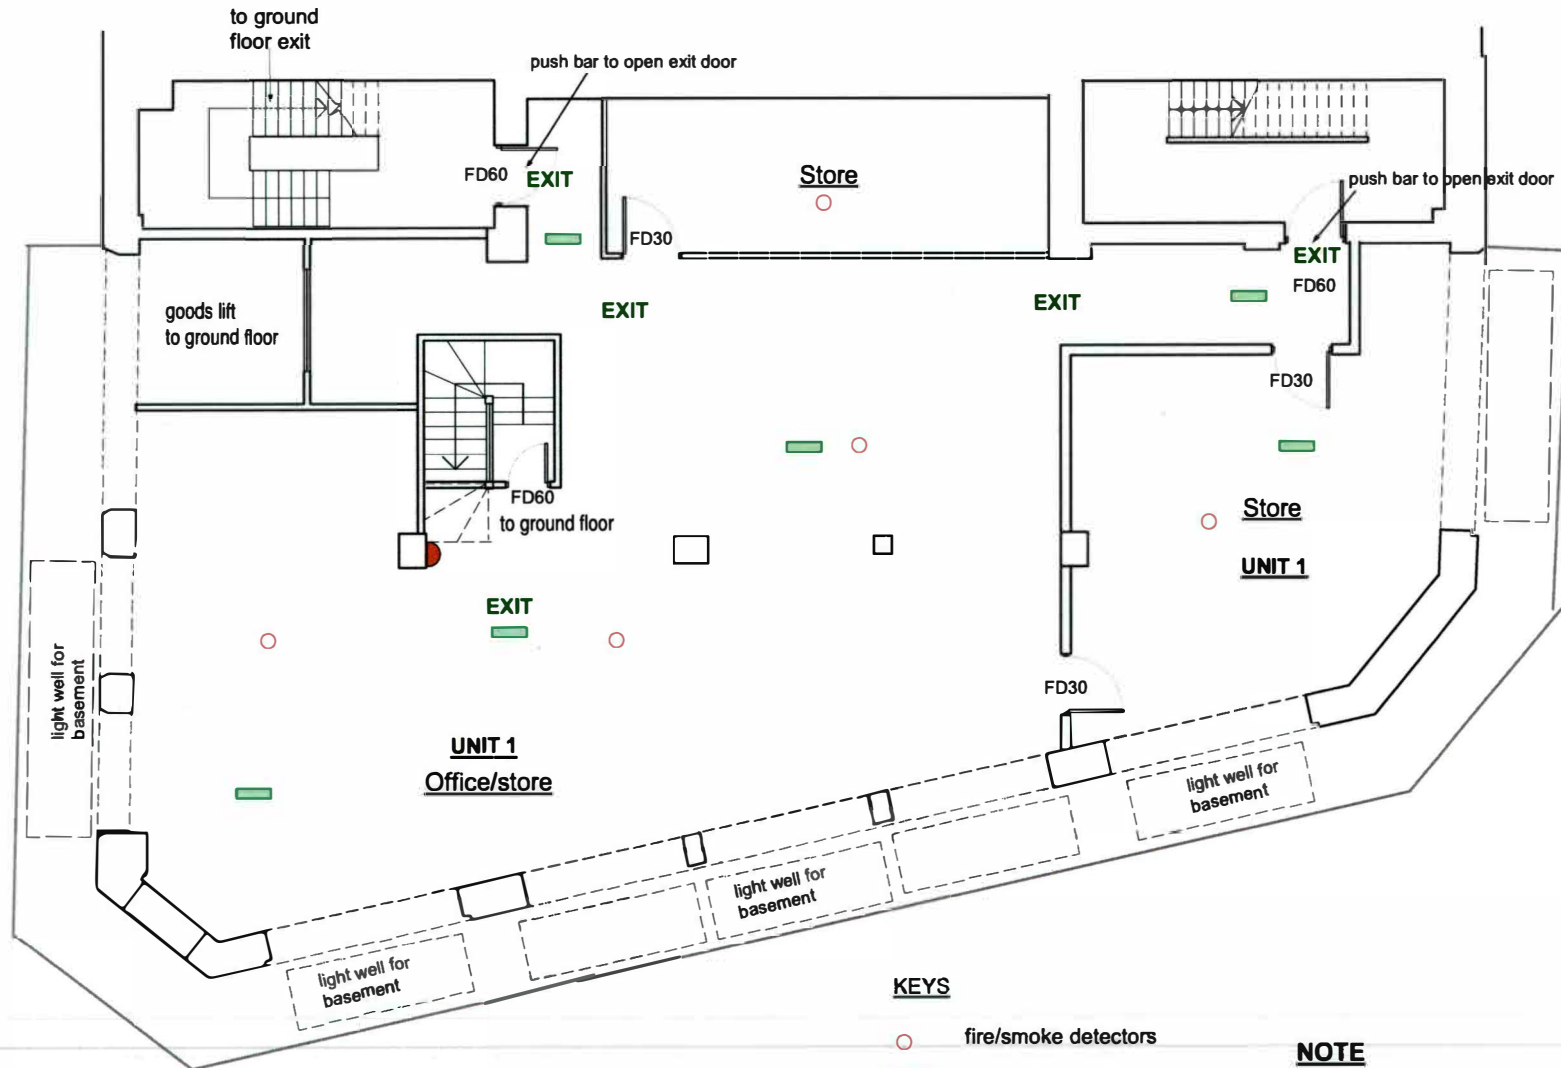 to ground
floor exit
push bar to open exit door
FD60
EXIT
Store
push bar to open exit door
FD30
EXIT
FD60
goods lift
to ground floor
EXIT
EXIT
FD30
FD60
to ground floor
Store
UNIT 1
EXIT
light well for
basement
FD30
UNIT 1
Office/store
light well for
basement
light well for
basement
light well for
basement
KEYS
fire/smoke detectors
NOTE